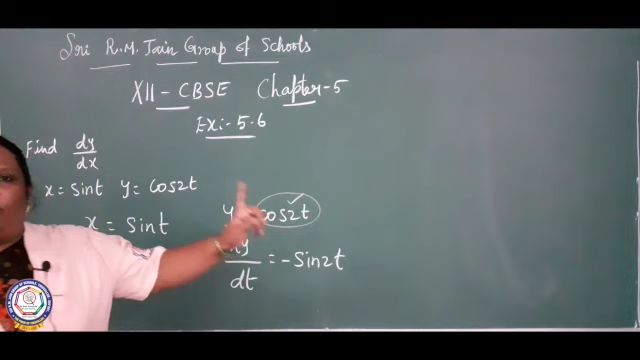 Sri R.M. Jain Group of Schools
XII - CBSE Chapter-5
Ex:- 5.6
Find dy/dx
x = sint y = cos2t
x = sint
y cos2t
dy/dt = -Sin2t